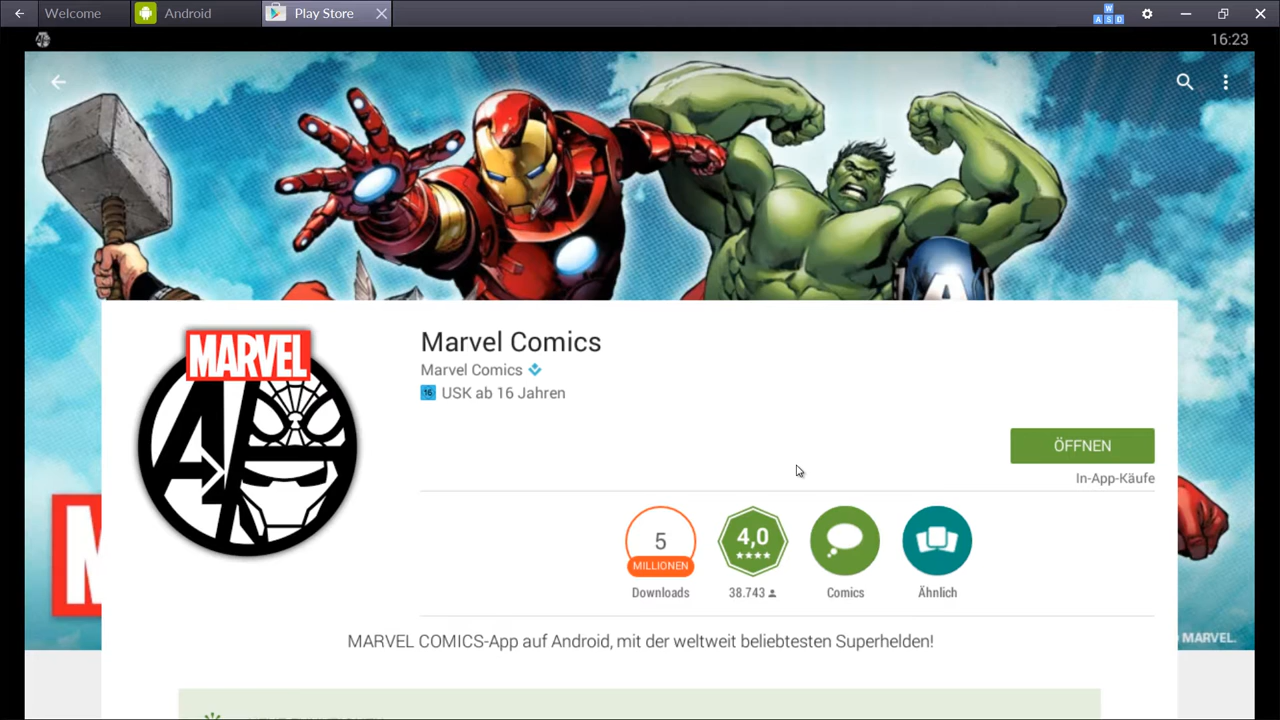 Welcome
Android
Play Store
W
A S D
16:23
A
MARVEL
Marvel Comics
Marvel Comics
16 USK ab 16 Jahren
ÖFFNEN
In-App-Käufe
5
MILLIONEN
Downloads
4,0
38.743
Comics
Ähnlich
MARVEL.
MARVEL COMICS-App auf Android, mit der weltweit beliebtesten Superhelden!